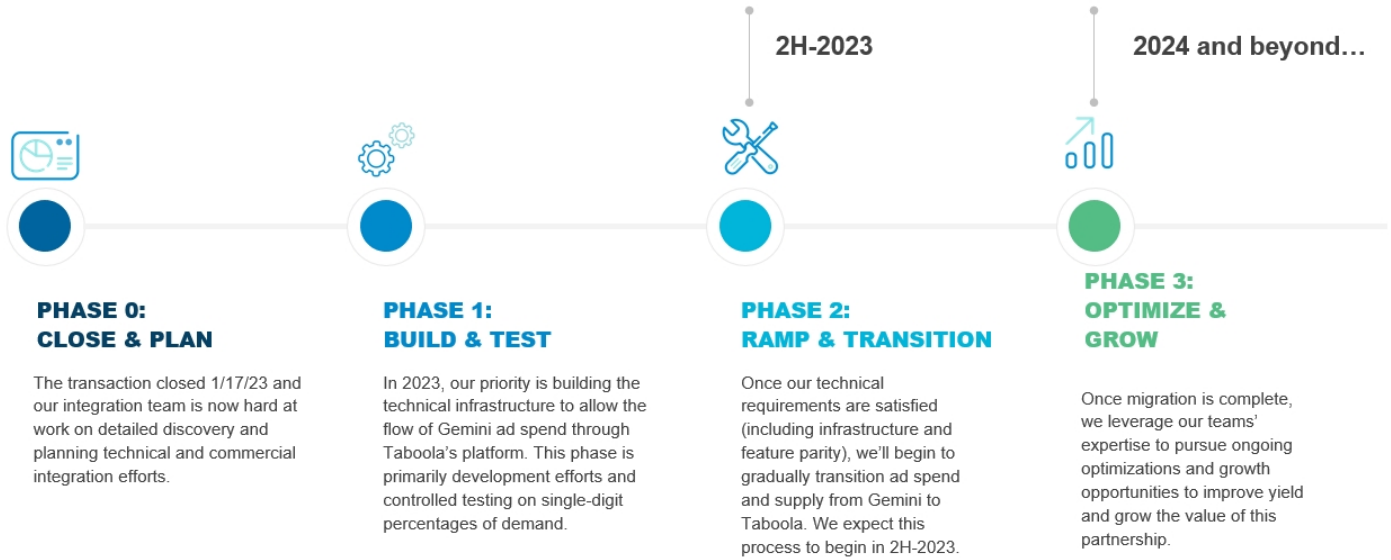 2H-2023
2024 and beyond…
PHASE 0:
CLOSE & PLAN
The transaction closed 1/17/23 and
our integration team is now hard at
work on detailed discovery and
planning technical and commercial
integration efforts.
PHASE 1:
BUILD & TEST
In 2023, our priority is building the
technical infrastructure to allow the
flow of Gemini ad spend through
Taboola's platform. This phase is
primarily development efforts and
controlled testing on single-digit
percentages of demand.
PHASE 2:
RAMP & TRANSITION
Once our technical
requirements are satisfied
(including infrastructure and
feature parity), we'll begin to
gradually transition ad spend
and supply from Gemini to
Taboola. We expect this
process to begin in 2H-2023.
PHASE 3:
OPTIMIZE &
GROW
Once migration is complete,
we leverage our teams'
expertise to pursue ongoing
optimizations and growth
opportunities to improve yield
and grow the value of this
partnership.